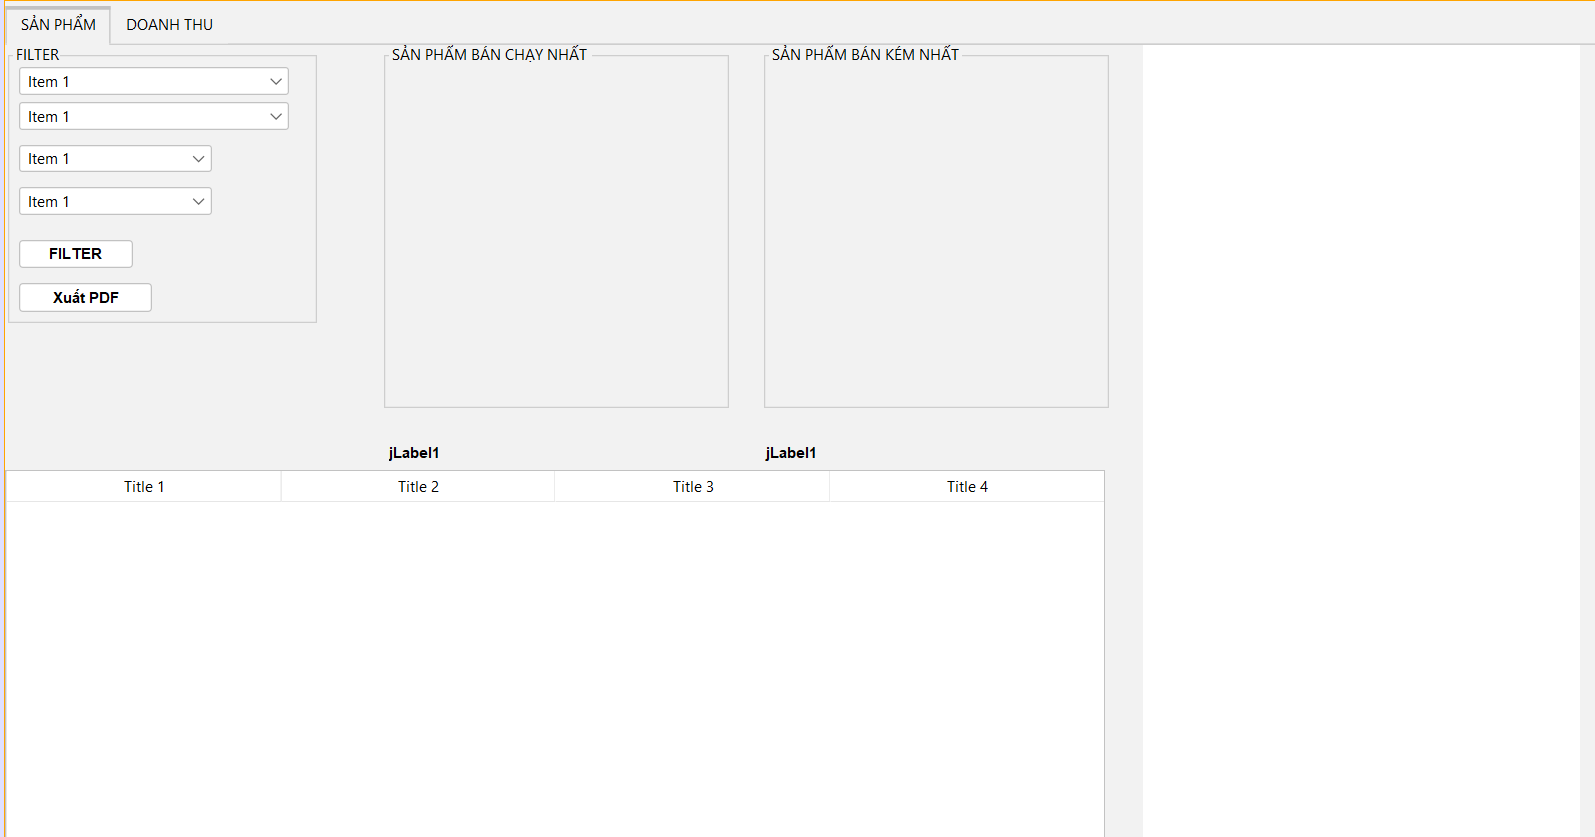 SẢN PHẨM
DOANH THU
FILTER
Item 1
Item 1
Item 1
Item 1
FILTER
Xuất PDF
SẢN PHẨM BÁN CHẠY NHẤT
SẢN PHẨM BÁN KÉM NHẤT
jLabel1
jLabel1
Title 1
Title 2
Title 3
Title 4